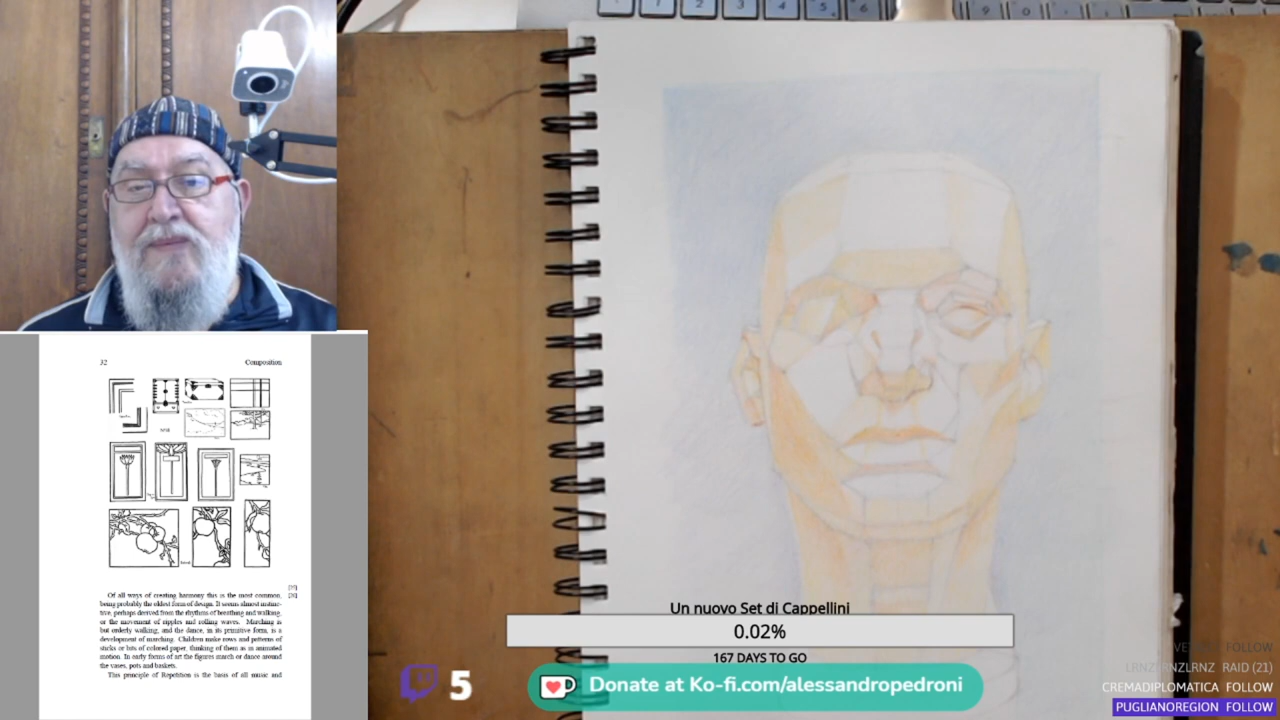 32 Composition
[25]
Of all ways of creating harmony this is the most common, [26]
being probably the oldest form of design. It seems almost instinc-
tive, perhaps derived from the rhythms of breathing and walking,
or the movement of ripples and rolling waves. Marching is
but orderly walking, and the dance, in its primitive form, is a
development of marching. Children make rows and patterns of
sticks or bits of colored paper, thinking of them as in animated
motion. In early forms of art the figures march or dance around
the vases, pots and baskets.
This principle of Repetition is the basis of all music and
Un nuovo Set di Cappellini
0.02%
167 DAYS TO GO
5
Donate at Ko-fi.com/alessandropedroni
FOLLOW
RAID (21)
CREMADIPLOMATICA FOLLOW
PUGLIANOREGION FOLLOW